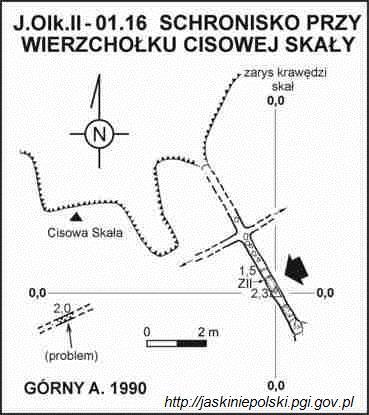 J.Olk.II - 01.16 SCHRONISKO PRZY
WIERZCHOŁKU CISOWEJ SKAŁY
zarys krawędzi
skał
0,0
N
Cisowa Skała
0
0
1,5
ZII
2,3
0,0
0,0
2,0
(problem)
0 2 m
0,0
GÓRNY A. 1990
http://jaskiniepolski.pgi.gov.pl